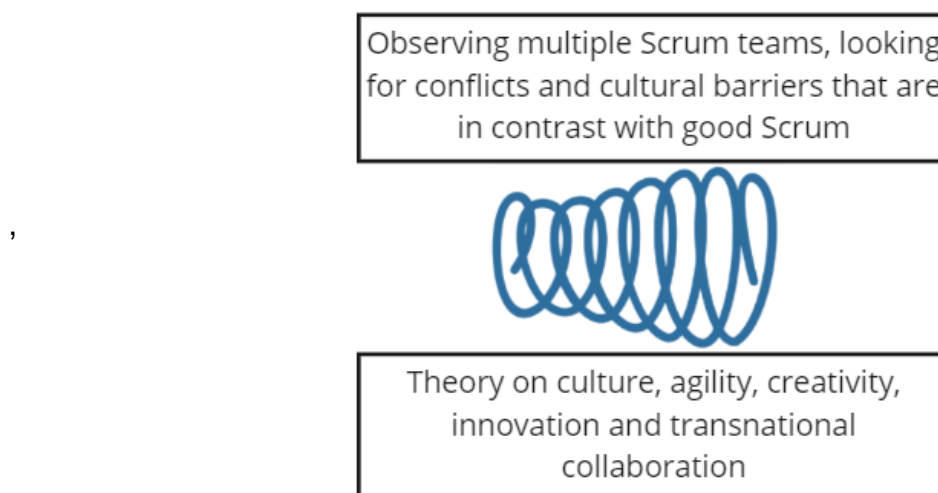 Observing multiple Scrum teams, looking
for conflicts and cultural barriers that are
in contrast with good Scrum
,
Theory on culture, agility, creativity,
innovation and transnational
collaboration